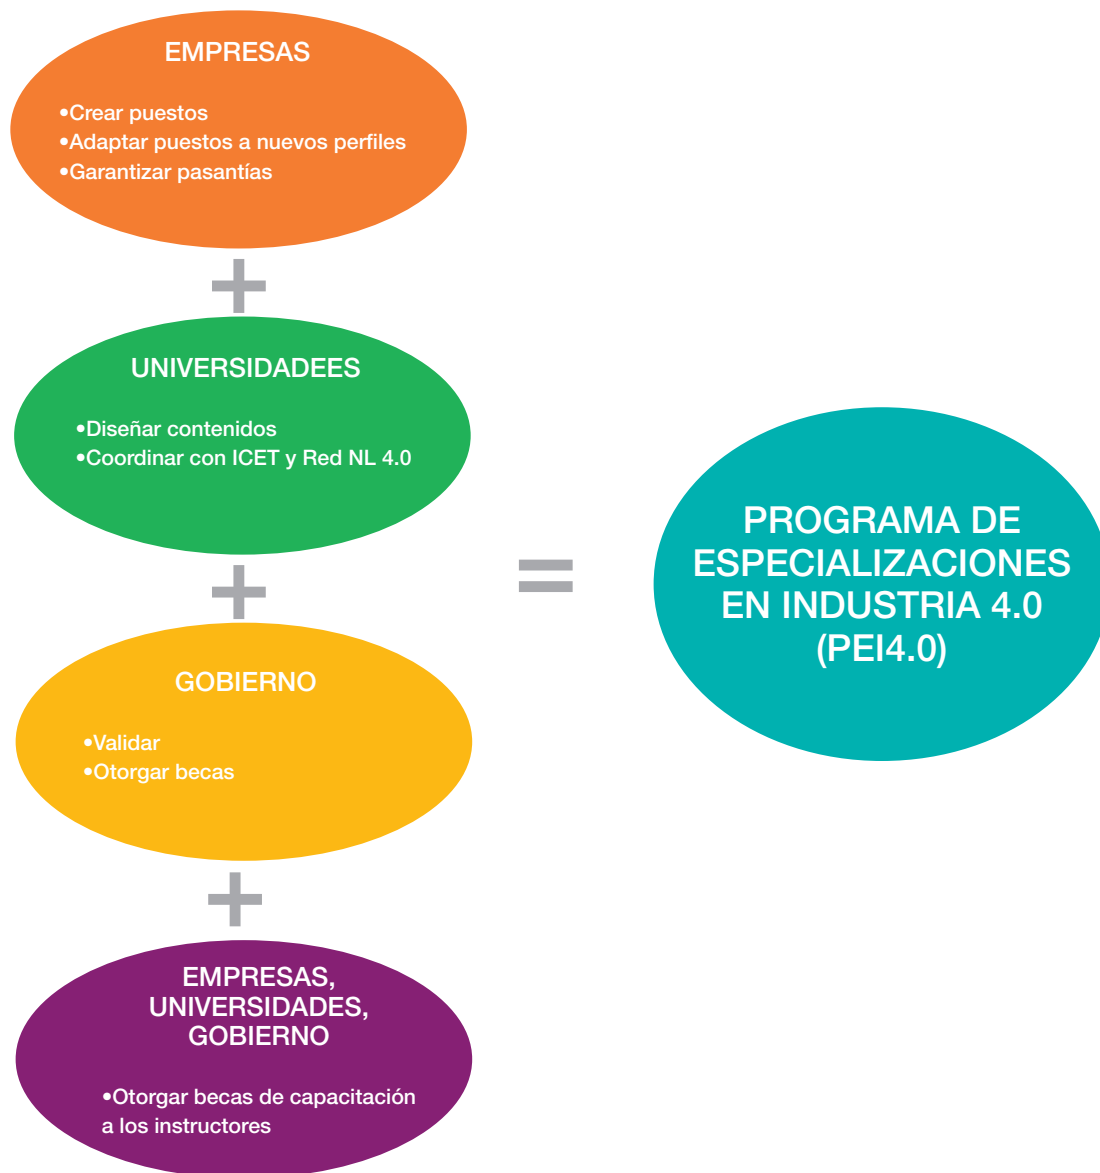 EMPRESAS
•Crear puestos
•Adaptar puestos a nuevos perfiles
•Garantizar pasantías
+
UNIVERSIDADEES
•Diseñar contenidos
•Coordinar con ICET y Red NL 4.0
+
GOBIERNO
•Validar
•Otorgar becas
+
EMPRESAS,
UNIVERSIDADES,
GOBIERNO
•Otorgar becas de capacitación
a los instructores
=
PROGRAMA DE
ESPECIALIZACIONES
EN INDUSTRIA 4.0
(PEI4.0)